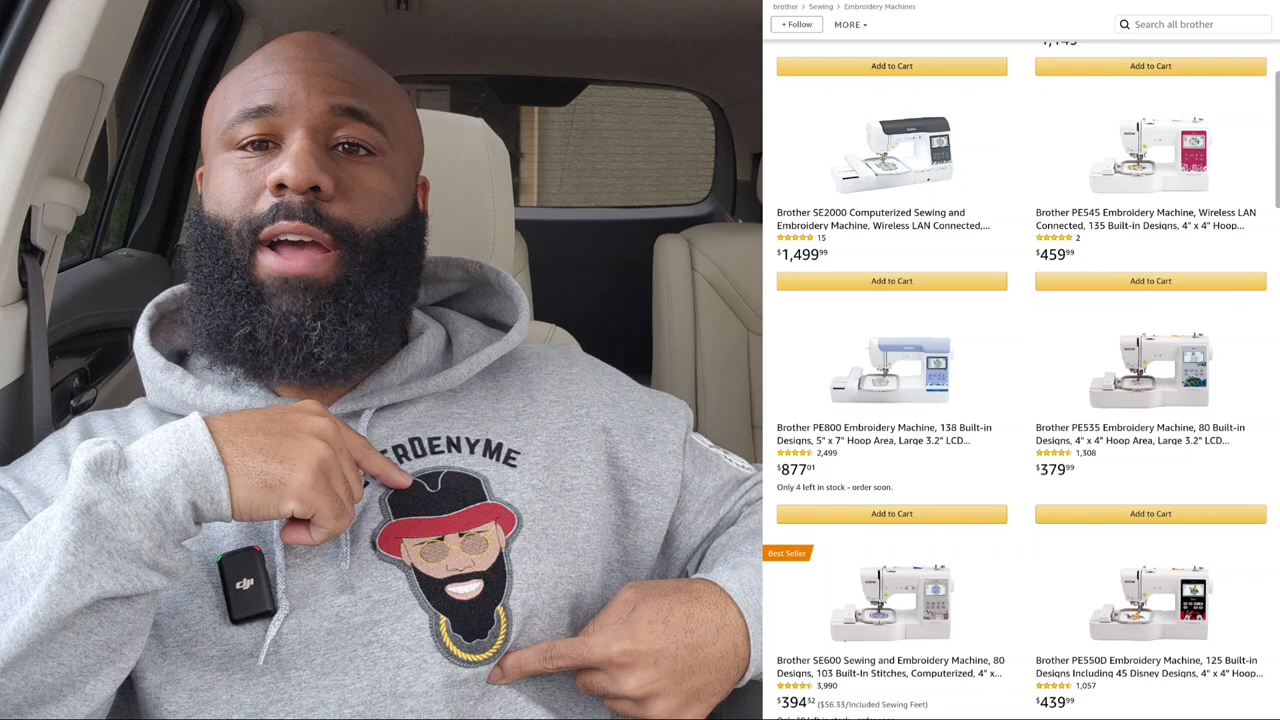 ERDENYME
dji
brother > Sewing > Embroidery Machines
+ Follow
MORE
Search all brother
Add to Cart
Add to Cart
Brother SE2000 Computerized Sewing and
Embroidery Machine, Wireless LAN Connected,...
15
$1,499.99
Add to Cart
Brother PE545 Embroidery Machine, Wireless LAN
Connected, 135 Built-in Designs, 4" x 4" Hoop...
2
$459.99
Add to Cart
Brother PE800 Embroidery Machine, 138 Built-in
Designs, 5" x 7" Hoop Area, Large 3.2" LCD...
2,499
$877.01
Only 4 left in stock - order soon.
Add to Cart
Brother PE535 Embroidery Machine, 80 Built-in
Designs, 4" x 4" Hoop Area, Large 3.2" LCD...
1,308
$379.99
Add to Cart
Best Seller
Brother SE600 Sewing and Embroidery Machine, 80
Designs, 103 Built-In Stitches, Computerized, 4" x...
3,990
$394.32 ($56.33/Included Sewing Feet)
Brother PE550D Embroidery Machine, 125 Built-in
Designs Including 45 Disney Designs, 4" x 4" Hoop...
1,057
$439.99